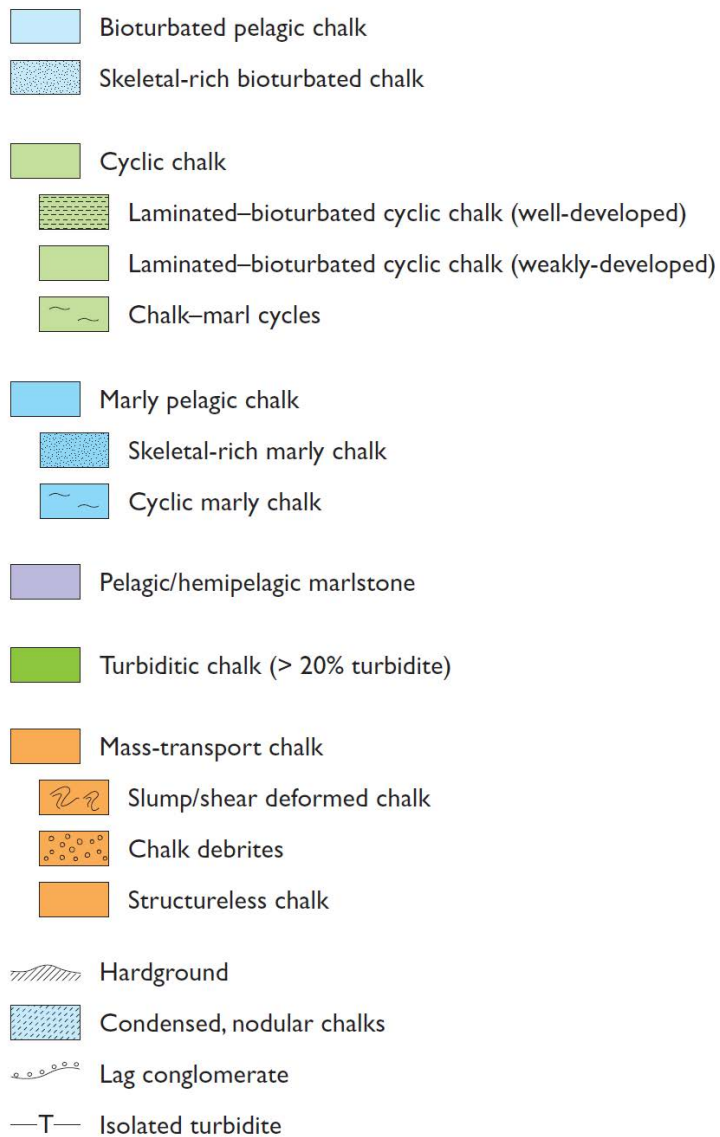 Bioturbated pelagic chalk
Skeletal-rich bioturbated chalk
Cyclic chalk
Laminated–bioturbated cyclic chalk (well-developed)
Laminated–bioturbated cyclic chalk (weakly-developed)
Chalk–marl cycles
Marly pelagic chalk
Skeletal-rich marly chalk
Cyclic marly chalk
Pelagic/hemipelagic marlstone
Turbiditic chalk (> 20% turbidite)
Mass-transport chalk
Slump/shear deformed chalk
Chalk debrites
Structureless chalk
Hardground
Condensed, nodular chalks
Lag conglomerate
T Isolated turbidite